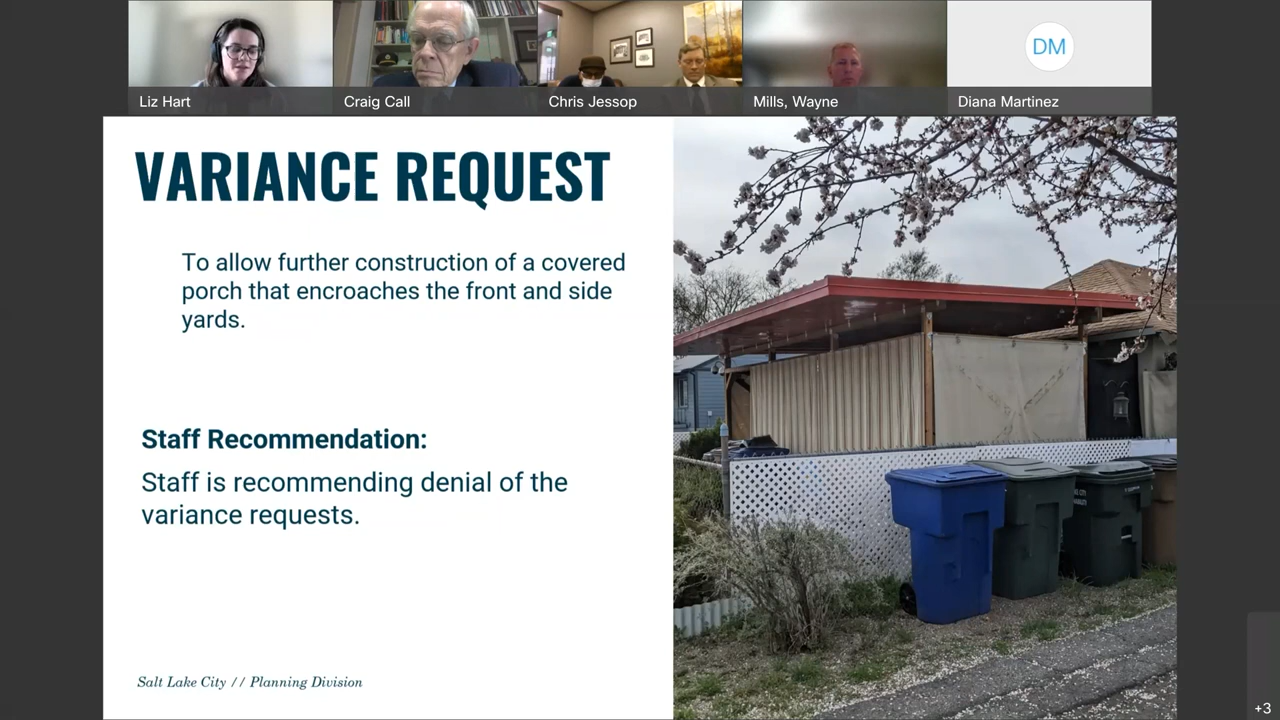 Liz Hart
Craig Call
Chris Jessop
Mills, Wayne
DM
Diana Martinez
VARIANCE REQUEST
To allow further construction of a covered
porch that encroaches the front and side
yards.
Staff Recommendation:
Staff is recommending denial of the
variance requests.
Salt Lake City // Planning Division
+3